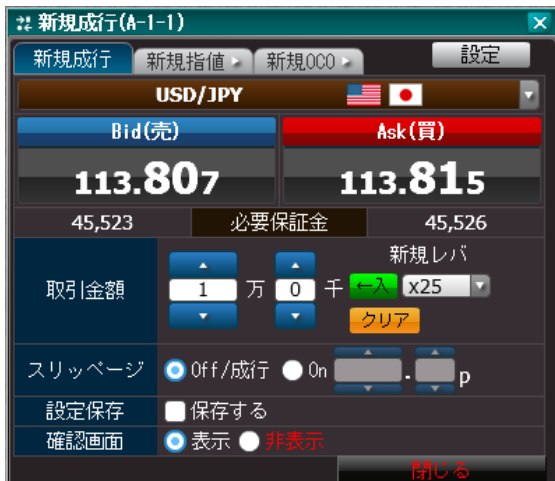 新規成行(A-1-1)
新規成行 新規指値 新規OCO 設定
USD/JPY
Bid(売) Ask(買)
113.807 113.815
45,523 必要保証金 45,526
新規レバ
取引金額 1 万 0 千 ←入 x25
クリア
スリッページ Off/成行 On . p
設定保存 保存する
確認画面 表示 非表示
閉じる